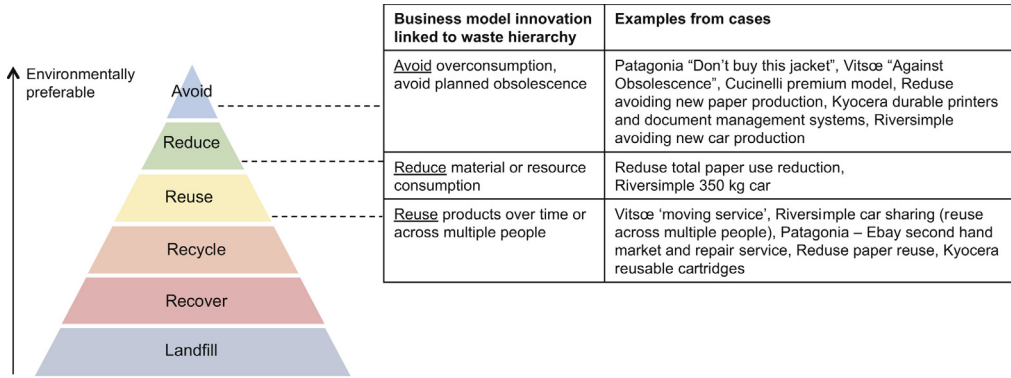 Environmentally
preferable
Avoid
Reduce
Reuse
Recycle
Recover
Landfill
Business model innovation
linked to waste hierarchy
Examples from cases
Avoid overconsumption,
avoid planned obsolescence
Patagonia “Don’t buy this jacket”, Vitsœ “Against
Obsolescence”, Cucinelli premium model, Reduse
avoiding new paper production, Kyocera durable printers
and document management systems, Riversimple
avoiding new car production
Reduce material or resource
consumption
Reduse total paper use reduction,
Riversimple 350 kg car
Reuse products over time or
across multiple people
Vitsœ ‘moving service’, Riversimple car sharing (reuse
across multiple people), Patagonia – Ebay second hand
market and repair service, Reduse paper reuse, Kyocera
reusable cartridges